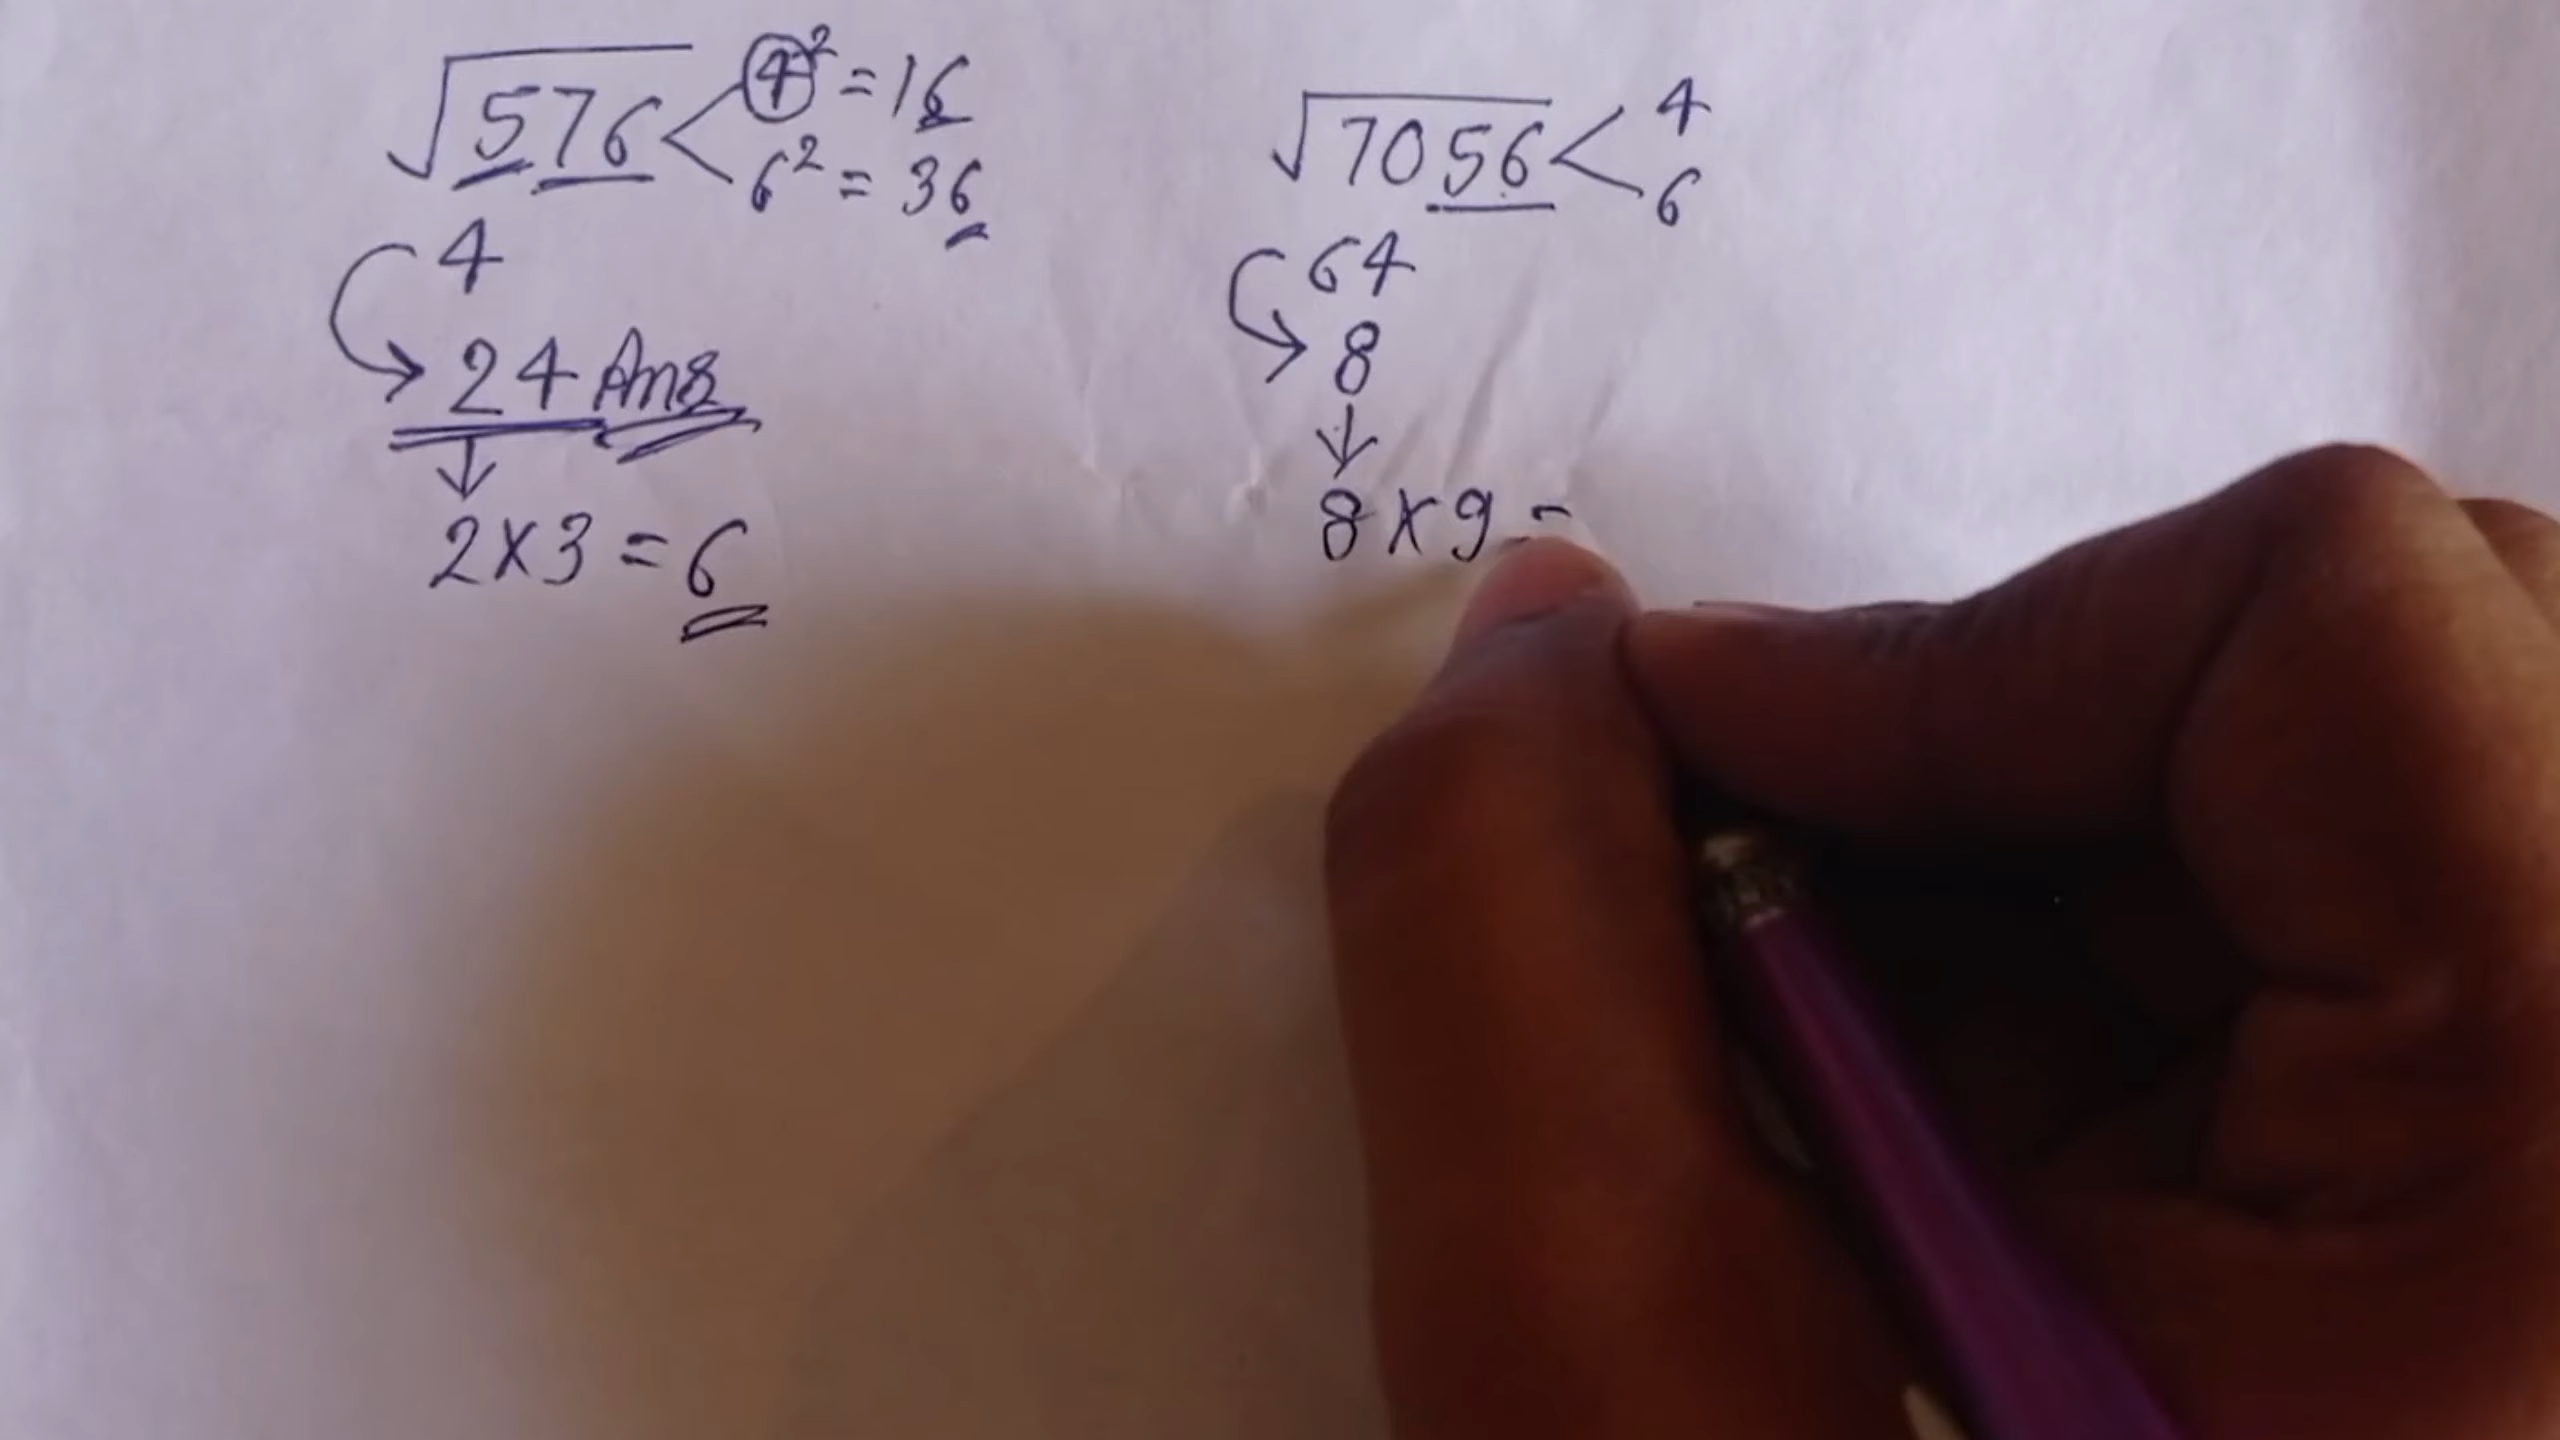 √576 < 4² = 16
6² = 36
4
24 Ans
2×3 = 6
√7056 < 4
6
64
8
8×9=